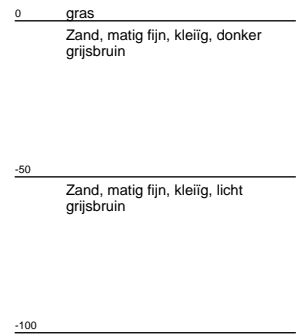 0 gras
Zand, matig fijn, kleiïg, donker
grijsbruin
-50
Zand, matig fijn, kleiïg, licht
grijsbruin
-100